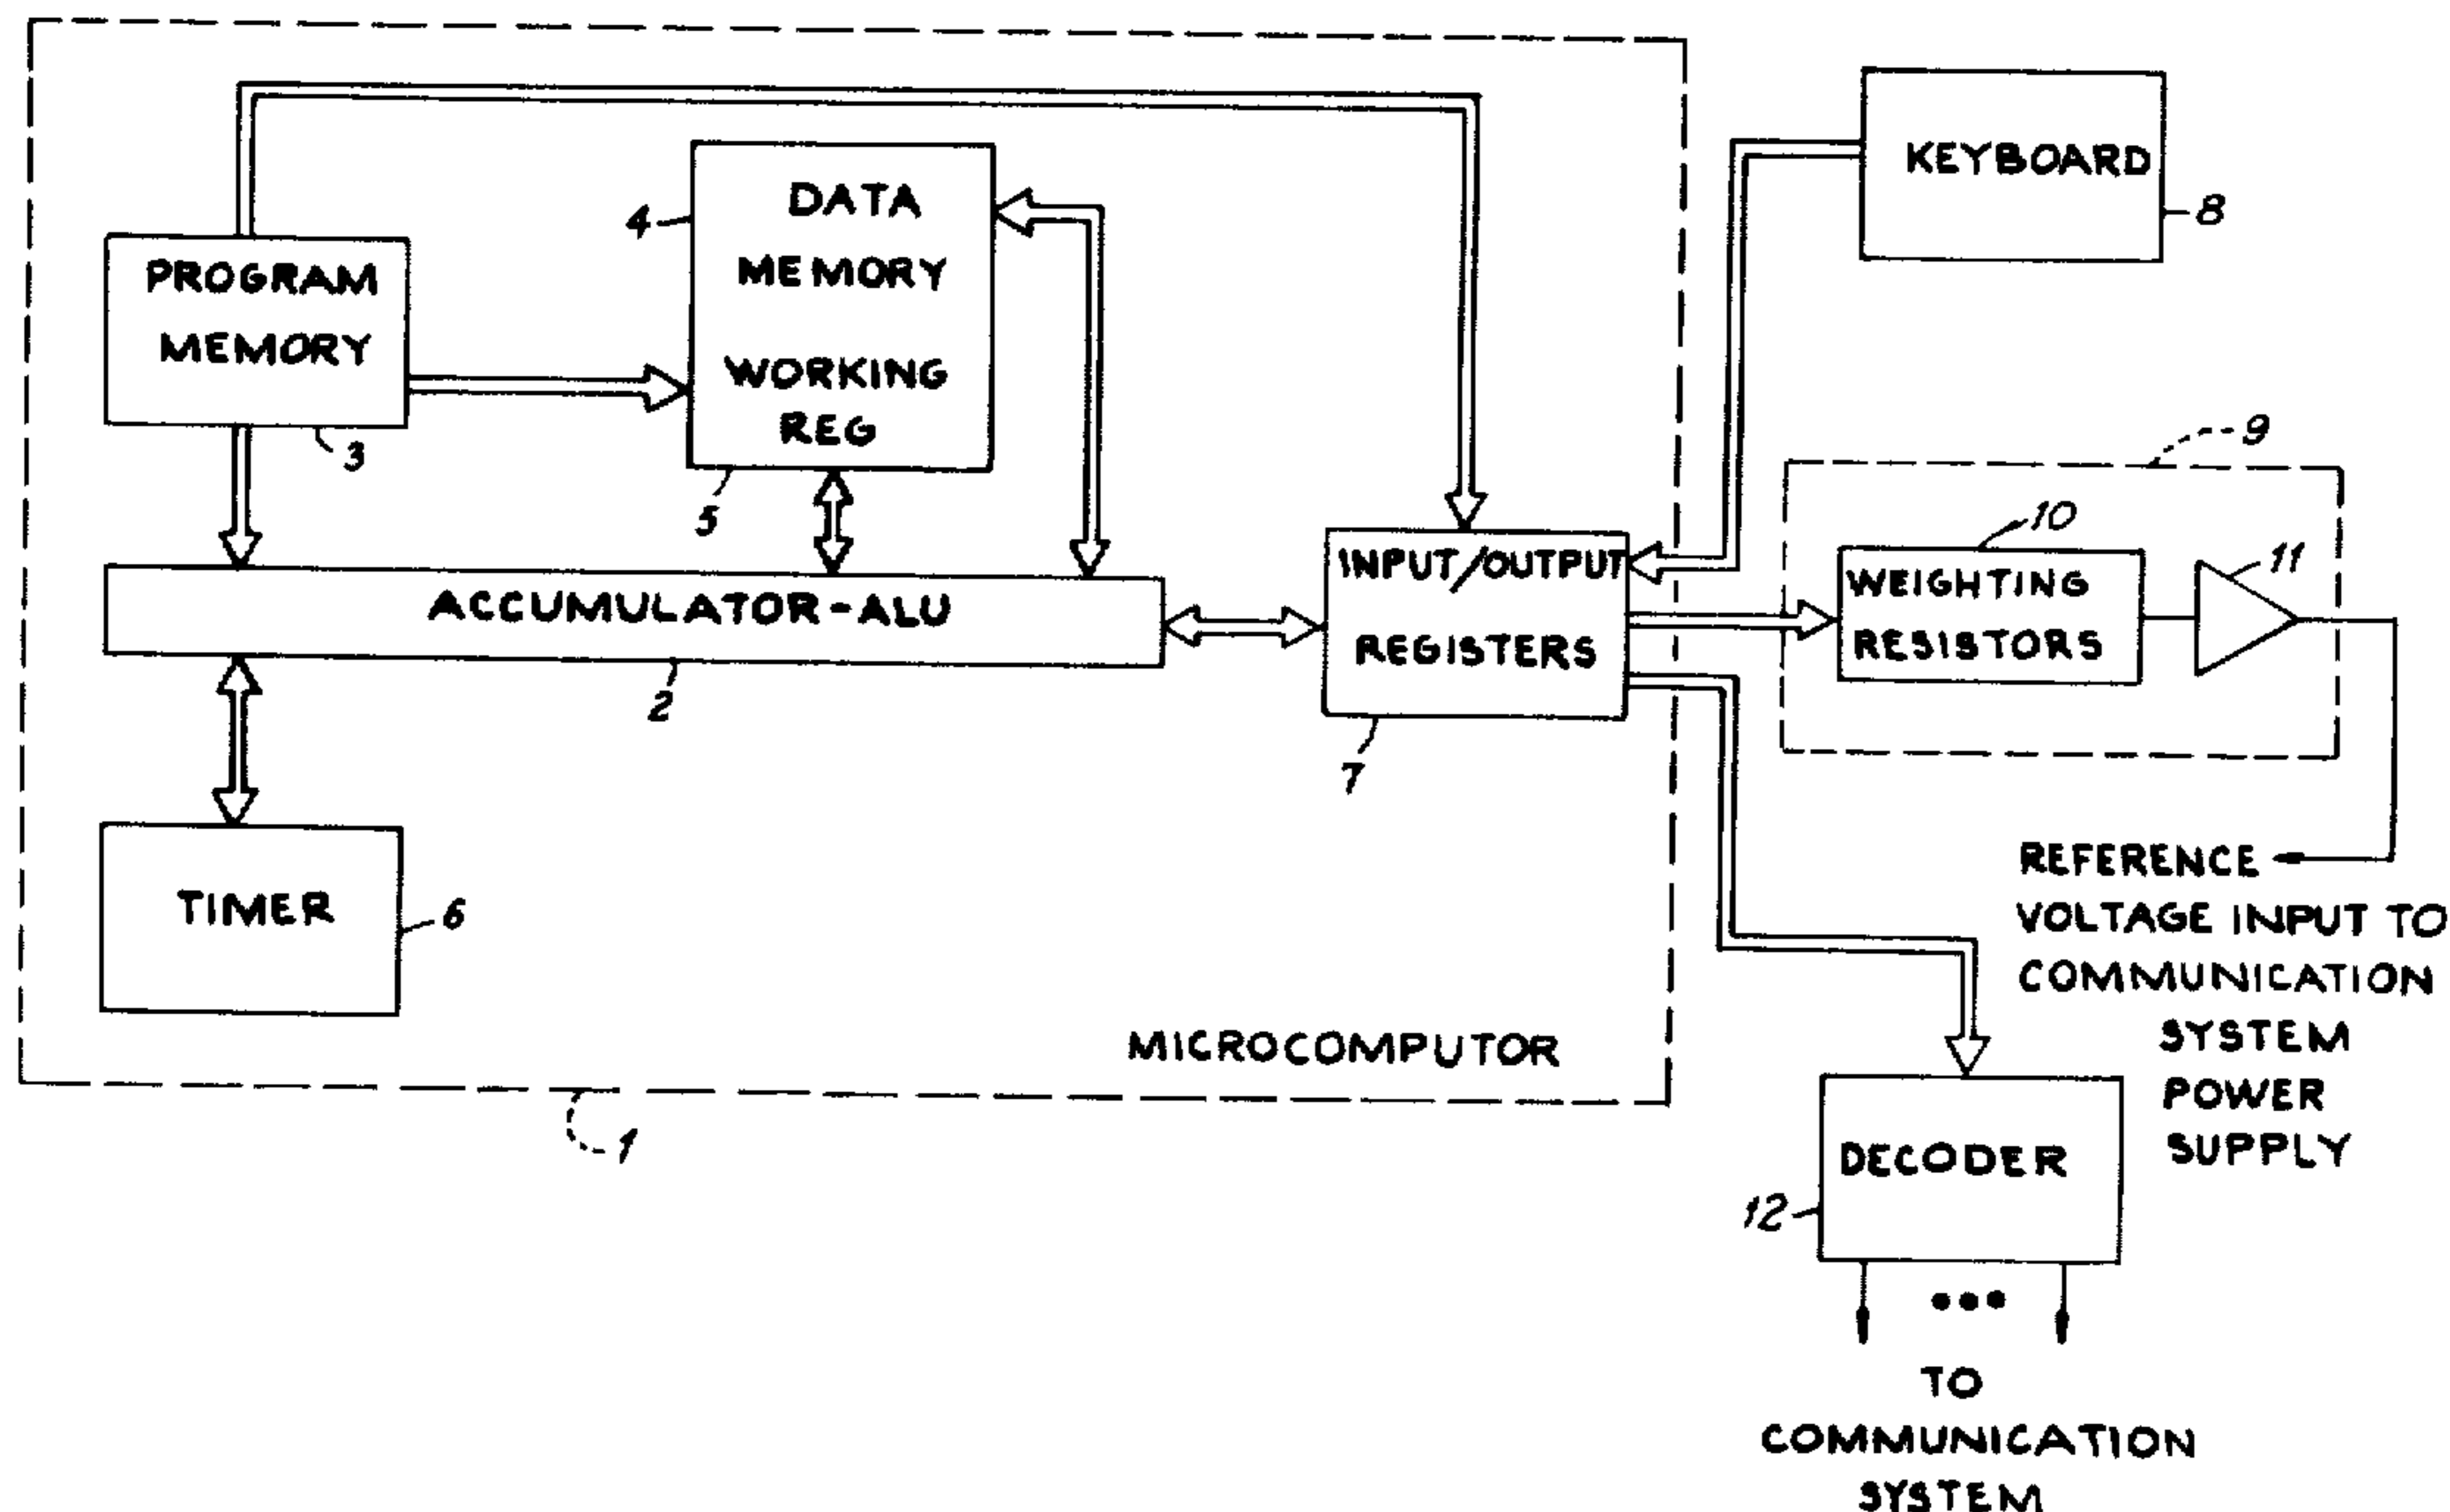 PROGRAM
MEMORY
3
4
DATA
MEMORY
WORKING
REG
5
ACCUMULATOR-ALU
2
TIMER
6
INPUT/OUTPUT
REGISTERS
7
MICROCOMPUTOR
1
KEYBOARD
8
9
10
WEIGHTING
RESISTORS
11
REFERENCE
VOLTAGE INPUT TO
COMMUNICATION
SYSTEM
POWER
SUPPLY
DECODER
12
TO
COMMUNICATION
SYSTEM